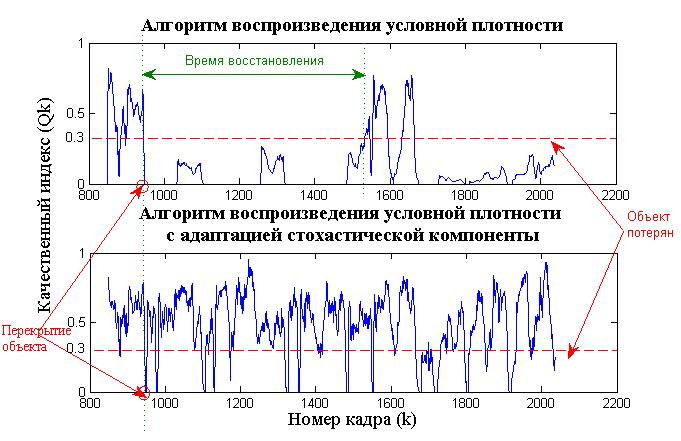 Алгоритм воспроизведения условной плотности
Время восстановления
1
0.5
0.3
0
800 1000 1200 1400 1600 1800 2000 2200
Качественный индекс (Qk)
Объект
потерян
Алгоритм воспроизведения условной плотности
с адаптацией стохастической компоненты
Перекрытие
объекта
1
0.5
0.3
0
800 1000 1200 1400 1600 1800 2000 2200
Номер кадра (k)